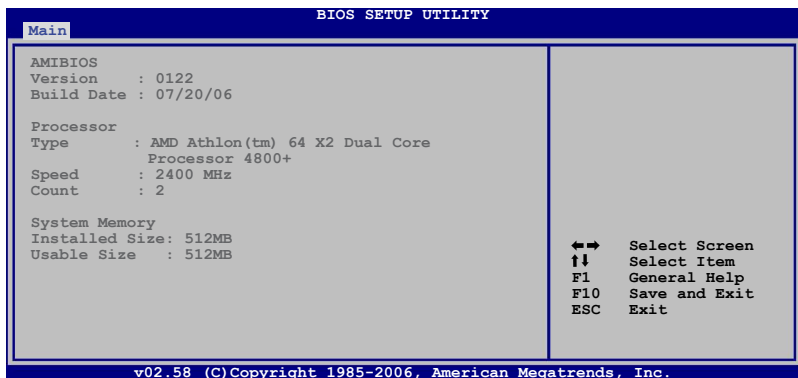 BIOS SETUP UTILITY
Main
AMIBIOS
Version : 0122
Build Date : 07/20/06
Processor
Type : AMD Athlon(tm) 64 X2 Dual Core
Processor 4800+
Speed : 2400 MHz
Count : 2
System Memory
Installed Size: 512MB
Usable Size : 512MB
←→ Select Screen
↑↓ Select Item
F1 General Help
F10 Save and Exit
ESC Exit
v02.58 (C)Copyright 1985-2006, American Megatrends, Inc.